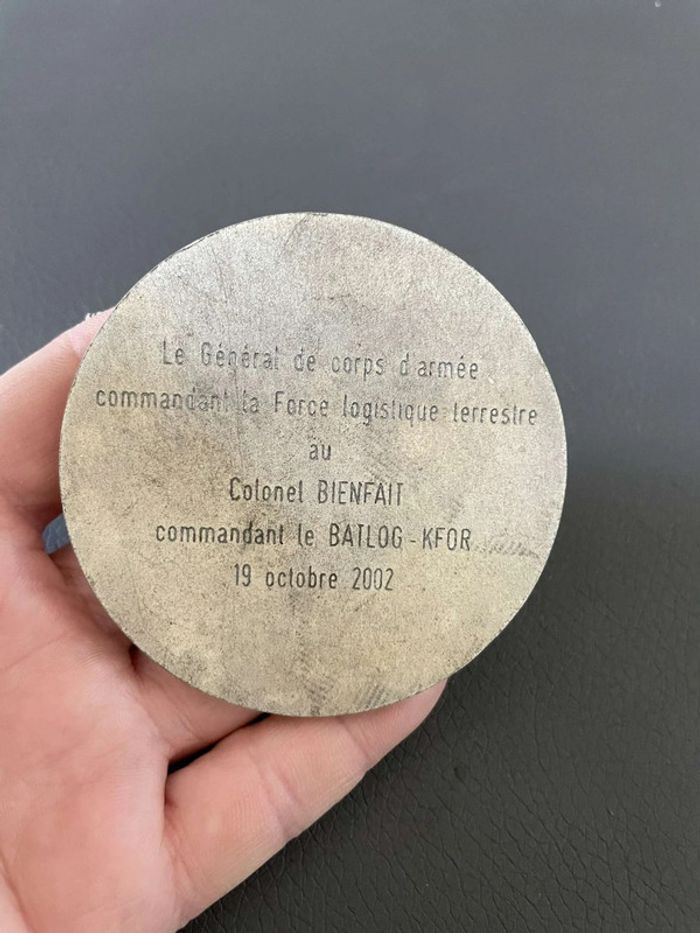 Le Général de corps d'armée
commandant la Force logistique terrestre
au
Colonel BIENFAIT
commandant le BATLOG - KFOR
19 octobre 2002